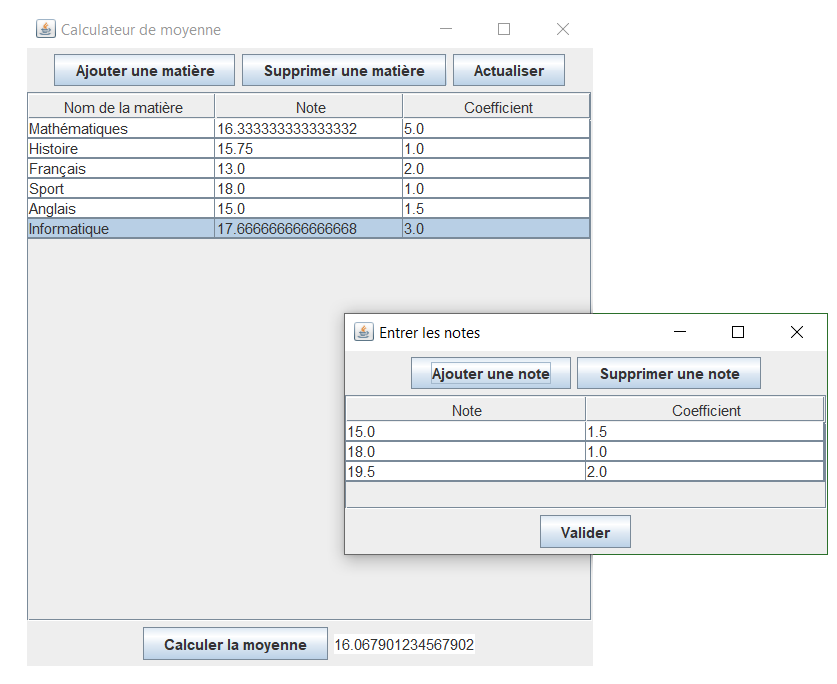 Calculateur de moyenne
Ajouter une matière Supprimer une matière Actualiser
Nom de la matière Note Coefficient
Mathématiques 16.333333333333332 5.0
Histoire 15.75 1.0
Français 13.0 2.0
Sport 18.0 1.0
Anglais 15.0 1.5
Informatique 17.666666666666668 3.0
Entrer les notes
Ajouter une note Supprimer une note
Note Coefficient
15.0 1.5
18.0 1.0
19.5 2.0
Valider
Calculer la moyenne 16.067901234567902